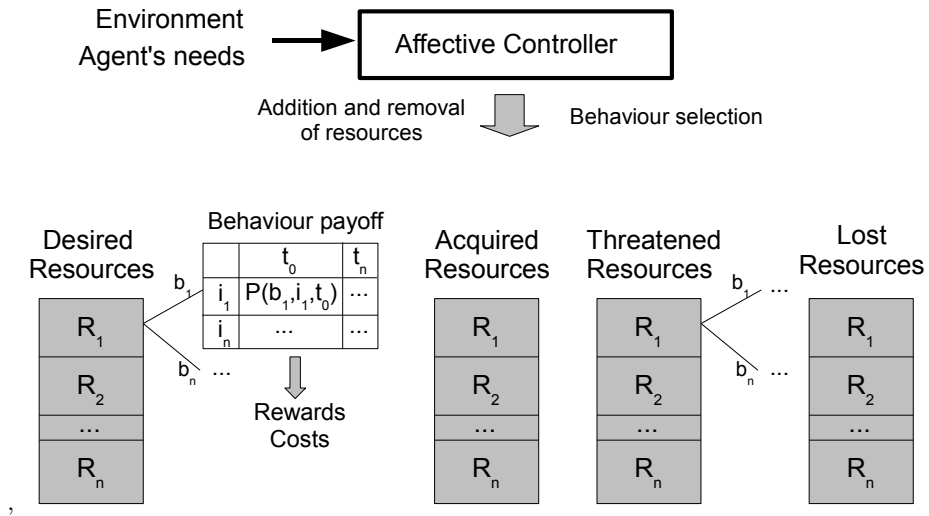 Environment
Agent's needs
Affective Controller
Addition and removal
of resources
Behaviour selection
Desired
Resources
Behaviour payoff
t0 tn
i1 P(b1,i1,t0) ...
in ... ...
b1
bn ...
Rewards
Costs
R1
R2
...
Rn
Acquired
Resources
R1
R2
...
Rn
Threatened
Resources
R1
R2
...
Rn
b1 ...
bn ...
Lost
Resources
R1
R2
...
Rn
,